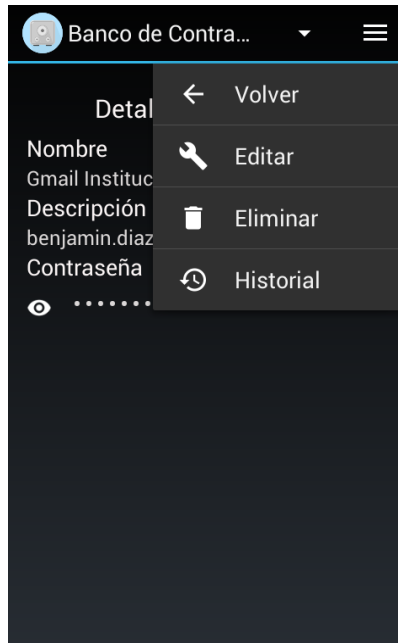 Banco de Contra...
Volver
Editar
Eliminar
Historial
Detal
Nombre
Gmail Instituc
Descripción
benjamin.diaz
Contraseña
•••••••